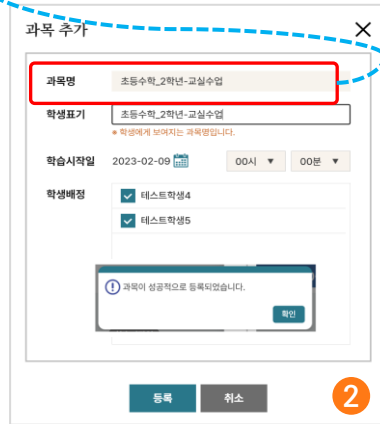 과목 추가
과목명 초등수학_2학년-교실수업
학생표기 초등수학_2학년-교실수업
* 학생에게 보여지는 과목명입니다.
학습시작일 2023-02-09 00시 ▼ 00분 ▼
학생배정 테스트학생4
테스트학생5
과목이 성공적으로 등록되었습니다.
확인
등록 취소
2